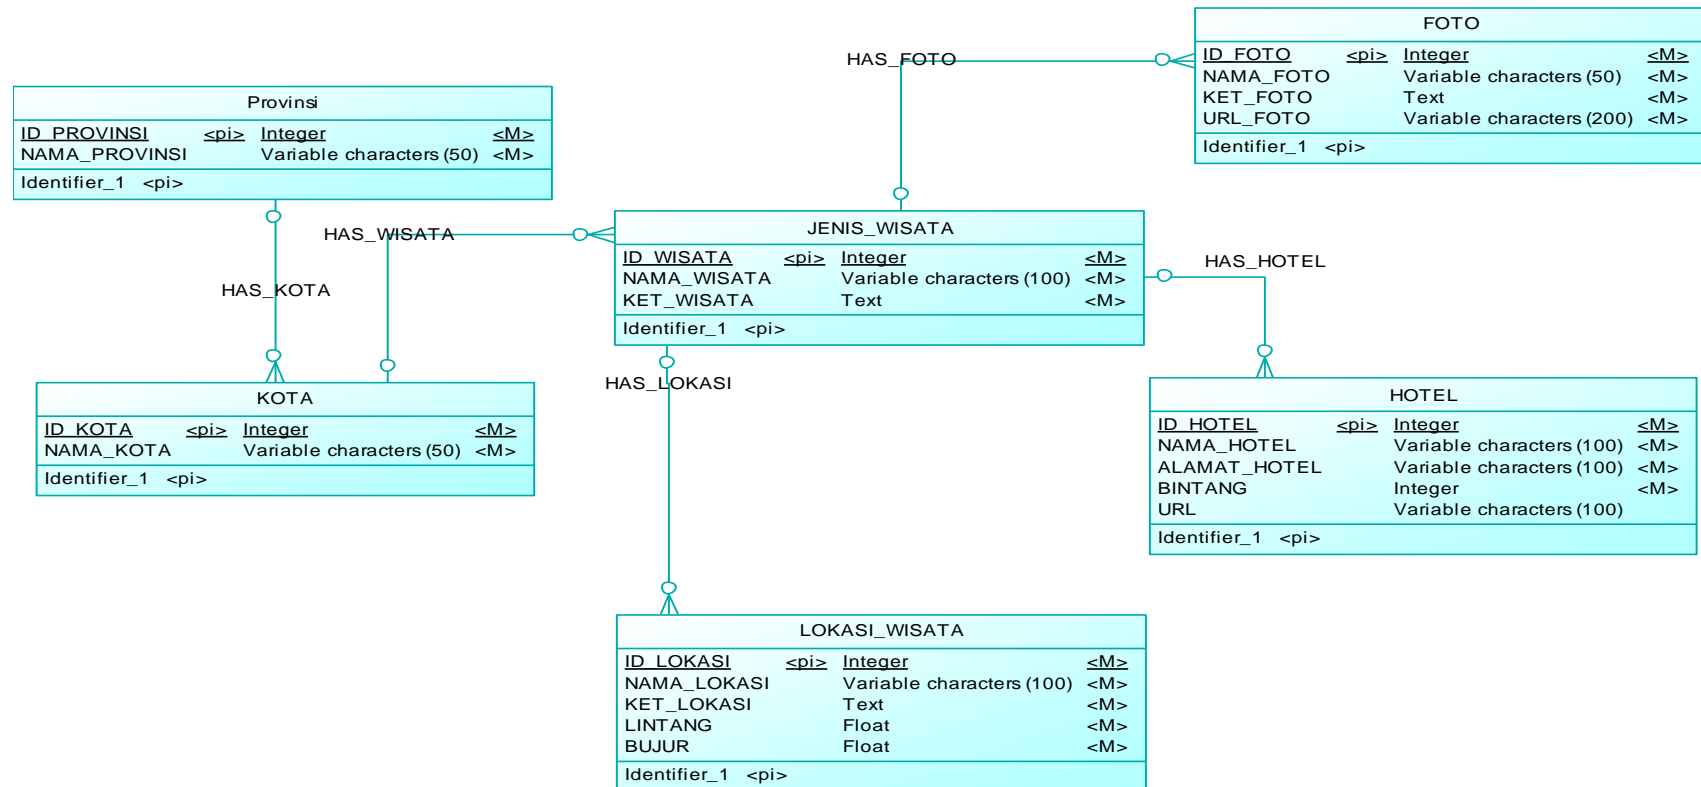 FOTO
ID_FOTO <pi> Integer <M>
NAMA_FOTO Variable characters (50) <M>
KET_FOTO Text <M>
URL_FOTO Variable characters (200) <M>
Identifier_1 <pi>
HAS_FOTO
Provinsi
ID_PROVINSI <pi> Integer <M>
NAMA_PROVINSI Variable characters (50) <M>
Identifier_1 <pi>
HAS_WISATA
HAS_KOTA
JENIS_WISATA
ID_WISATA <pi> Integer <M>
NAMA_WISATA Variable characters (100) <M>
KET_WISATA Text <M>
Identifier_1 <pi>
HAS_HOTEL
HAS_LOKASI
KOTA
ID_KOTA <pi> Integer <M>
NAMA_KOTA Variable characters (50) <M>
Identifier_1 <pi>
HOTEL
ID_HOTEL <pi> Integer <M>
NAMA_HOTEL Variable characters (100) <M>
ALAMAT_HOTEL Variable characters (100) <M>
BINTANG Integer <M>
URL Variable characters (100)
Identifier_1 <pi>
LOKASI_WISATA
ID_LOKASI <pi> Integer <M>
NAMA_LOKASI Variable characters (100) <M>
KET_LOKASI Text <M>
LINTANG Float <M>
BUJUR Float <M>
Identifier_1 <pi>